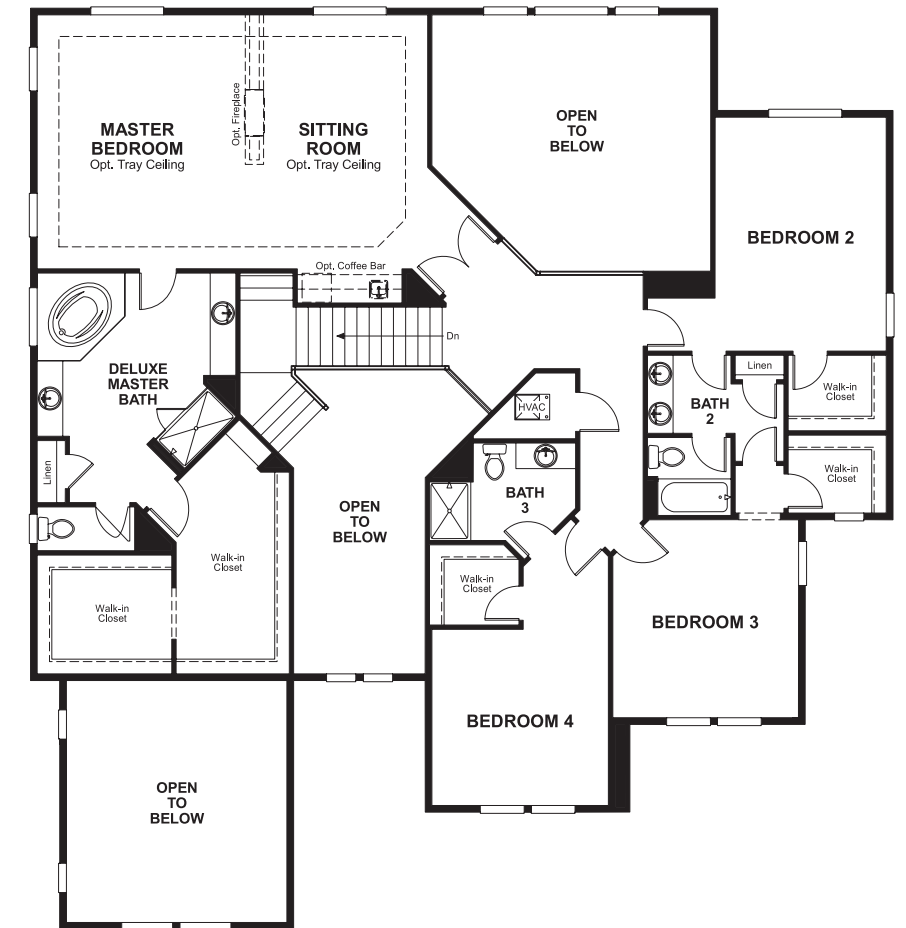 MASTER
BEDROOM
Opt. Tray Ceiling
Opt. Fireplace
SITTING
ROOM
Opt. Tray Ceiling
OPEN
TO
BELOW
BEDROOM 2
Opt. Coffee Bar
Dn
DELUXE
MASTER
BATH
Linen
HVAC
BATH
2
Linen
Walk-in
Closet
Walk-in
Closet
BATH
3
OPEN
TO
BELOW
Walk-in
Closet
Walk-in
Closet
Walk-in
Closet
BEDROOM 3
BEDROOM 4
OPEN
TO
BELOW